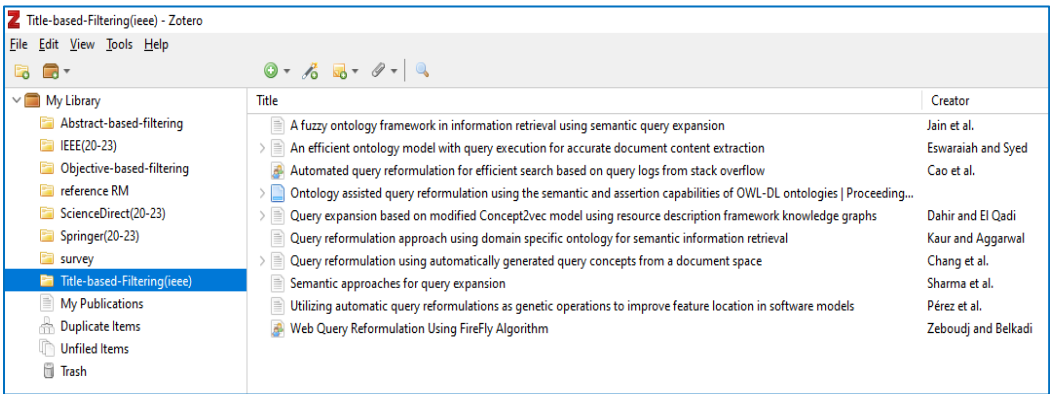 Title-based-Filtering(ieee) - Zotero
File Edit View Tools Help
My Library
Abstract-based-filtering
IEEE(20-23)
Objective-based-filtering
reference RM
ScienceDirect(20-23)
Springer(20-23)
survey
Title-Based-Filtering(ieee)
My Publications
Duplicate Items
Unfiled Items
Trash
Title Creator
A fuzzy ontology framework in information retrieval using semantic query expansion Jain et al.
An efficient ontology model with query execution for accurate document content extraction Eswaraiah and Syed
Automated query reformulation for efficient search based on query logs from stack overflow Cao et al.
Ontology assisted query reformulation using the semantic and assertion capabilities of OWL-DL ontologies | Proceeding...
Query expansion based on modified Concept2vec model using resource description framework knowledge graphs Dahir and El Qadi
Query reformulation approach using domain specific ontology for semantic information retrieval Kaur and Aggarwal
Query reformulation using automatically generated query concepts from a document space Chang et al.
Semantic approaches for query expansion Sharma et al.
Utilizing automatic query reformulations as genetic operations to improve feature location in software models Pérez et al.
Web Query Reformulation Using FireFly Algorithm Zeboudj and Belkadi